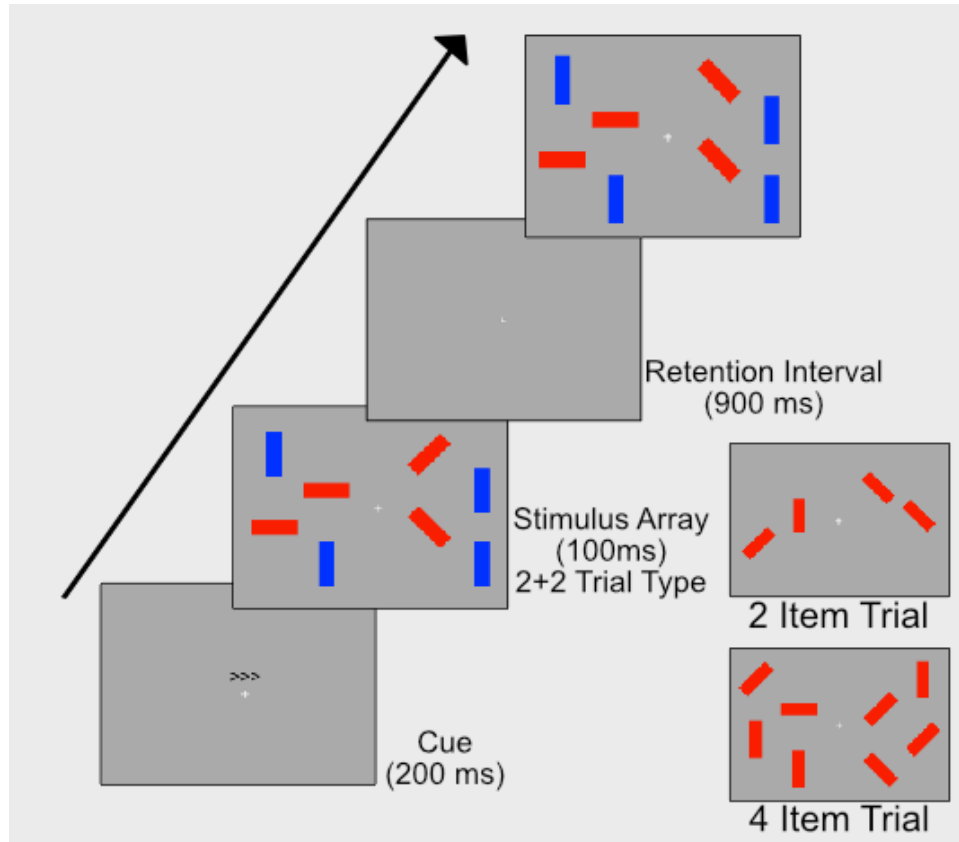 Retention Interval
(900 ms)
Stimulus Array
(100ms)
2+2 Trial Type
2 Item Trial
>>>
Cue
(200 ms)
4 Item Trial